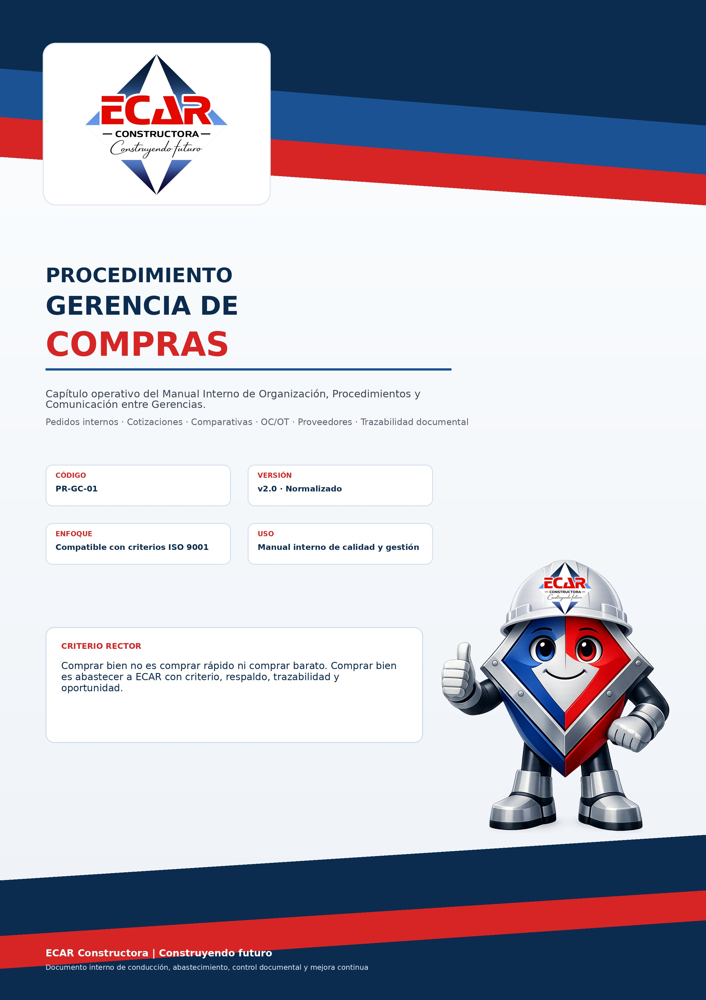 ECAR
CONSTRUCTORA
Construyendo futuro
PROCEDIMIENTO
GERENCIA DE
COMPRAS
Capítulo operativo del Manual Interno de Organización, Procedimientos y
Comunicación entre Gerencias.
Pedidos internos · Cotizaciones · Comparativas · OC/OT · Proveedores · Trazabilidad documental
CÓDIGO
PR-GC-01
VERSIÓN
v2.0 · Normalizado
ENFOQUE
Compatible con criterios ISO 9001
USO
Manual interno de calidad y gestión
ECAR
CONSTRUCTORA
Construyendo futuro
CRITERIO RECTOR
Comprar bien no es comprar rápido ni comprar barato. Comprar bien
es abastecer a ECAR con criterio, respaldo, trazabilidad y
oportunidad.
ECAR Constructora | Construyendo futuro
Documento interno de conducción, abastecimiento, control documental y mejora continua